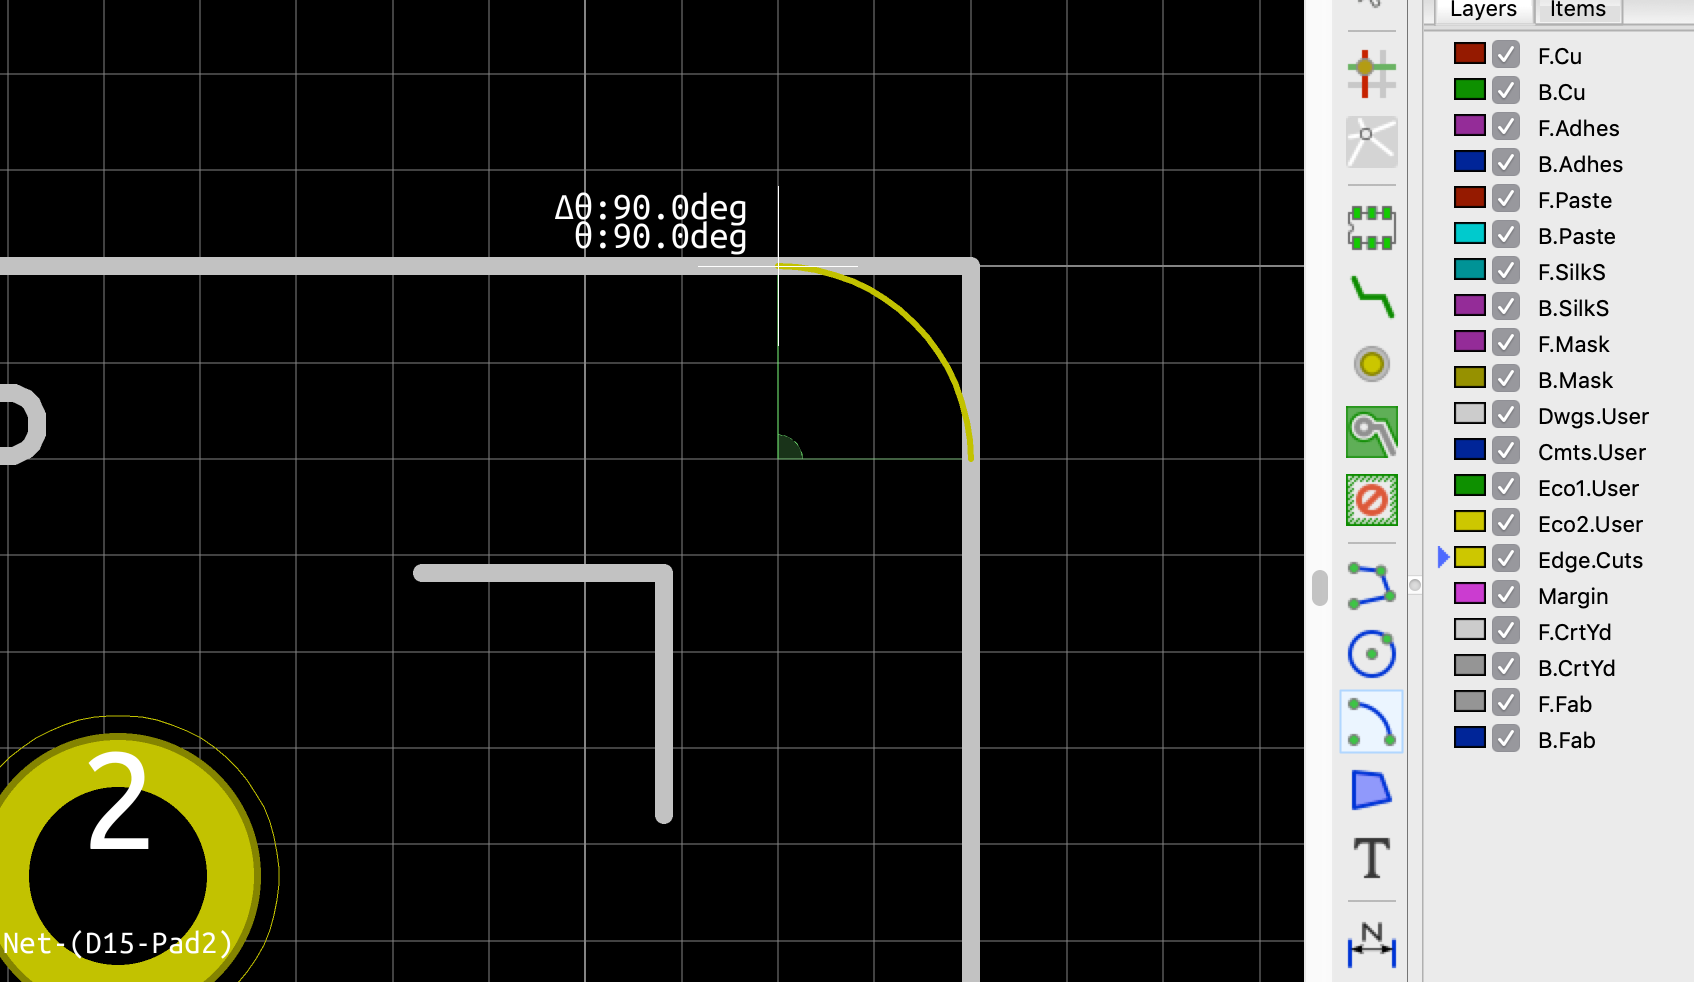 Layers Items
F.Cu
B.Cu
F.Adhes
B.Adhes
F.Paste
B.Paste
F.SilkS
B.SilkS
F.Mask
B.Mask
Dwgs.User
Cmts.User
Eco1.User
Eco2.User
Edge.Cuts
Margin
F.CrtYd
B.CrtYd
F.Fab
B.Fab
Δθ:90.0deg
θ:90.0deg
2
Net-(D15-Pad2)
T
N